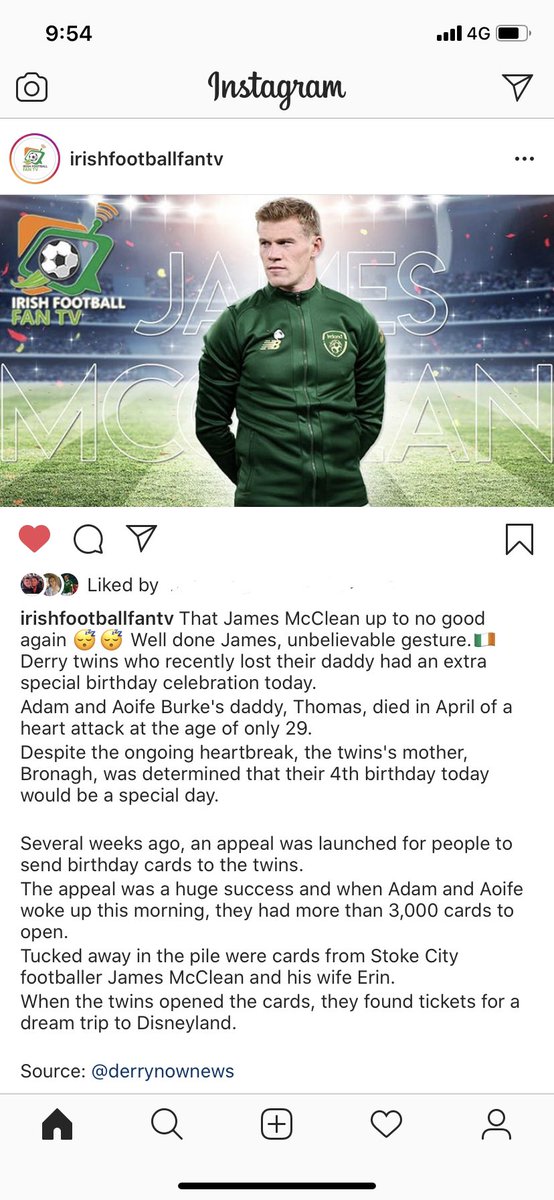 9:54
4G
Instagram
irishfootballfantv
JAMES
IRISH FOOTBALL
FAN TV
MCCLEAN
Liked by
irishfootballfantv That James McClean up to no good
again 😴😴 Well done James, unbelievable gesture.🇮🇪
Derry twins who recently lost their daddy had an extra
special birthday celebration today.
Adam and Aoife Burke's daddy, Thomas, died in April of a
heart attack at the age of only 29.
Despite the ongoing heartbreak, the twins's mother,
Bronagh, was determined that their 4th birthday today
would be a special day.
Several weeks ago, an appeal was launched for people to
send birthday cards to the twins.
The appeal was a huge success and when Adam and Aoife
woke up this morning, they had more than 3,000 cards to
open.
Tucked away in the pile were cards from Stoke City
footballer James McClean and his wife Erin.
When the twins opened the cards, they found tickets for a
dream trip to Disneyland.
Source: @derrynownews